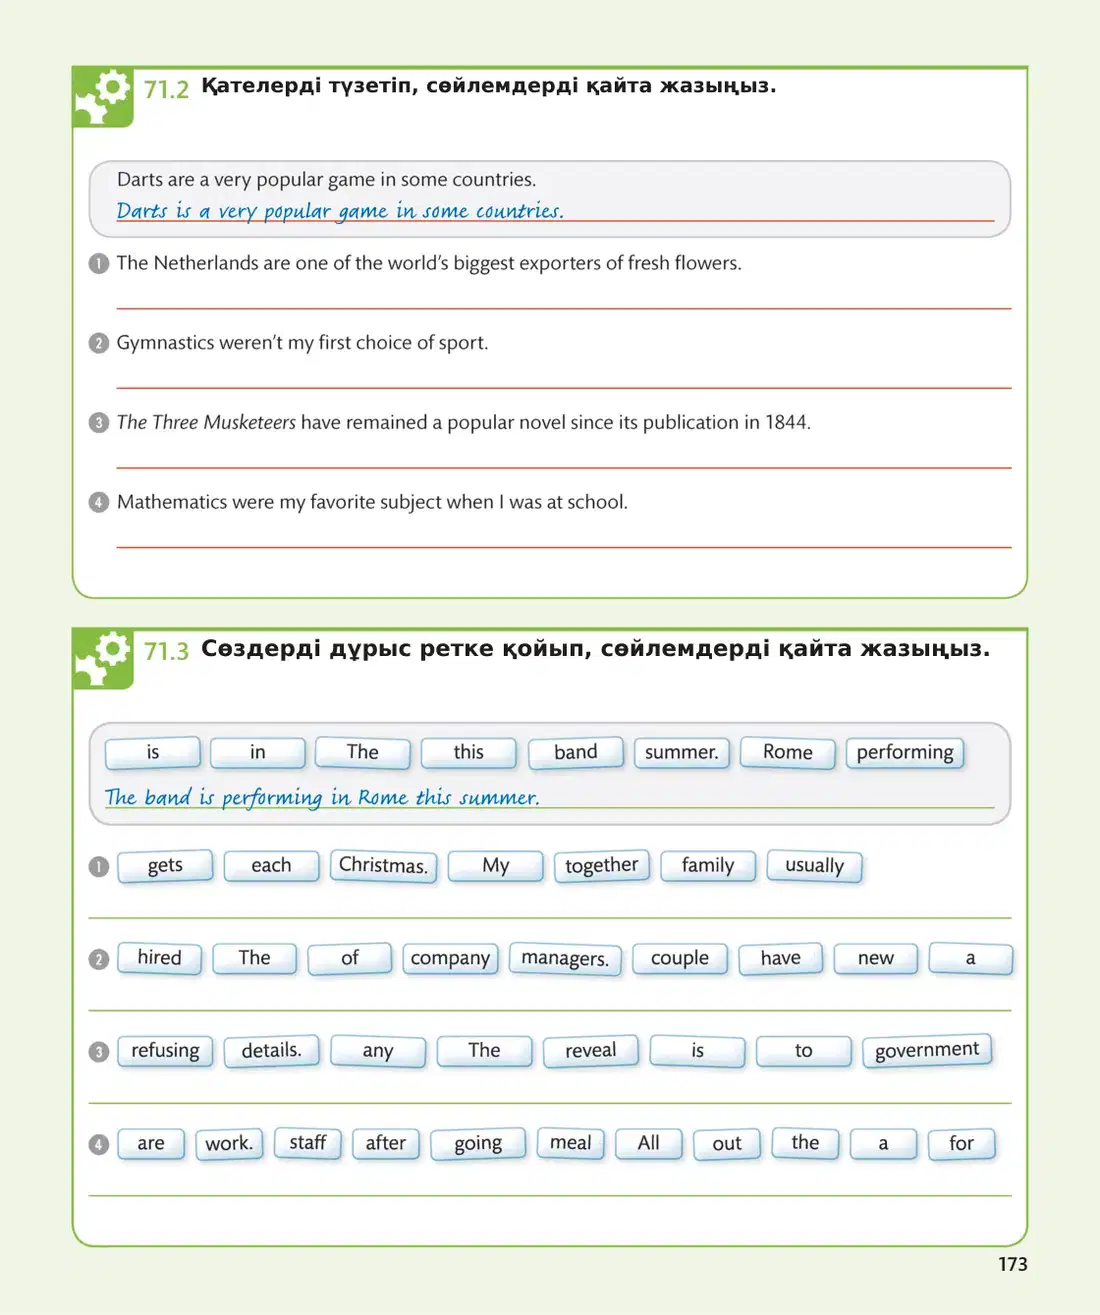 71.2 Қателерді түзетіп, сөйлемдерді қайта жазыңыз.
Darts are a very popular game in some countries.
Darts is a very popular game in some countries.
1 The Netherlands are one of the world's biggest exporters of fresh flowers.
2 Gymnastics weren't my first choice of sport.
3 The Three Musketeers have remained a popular novel since its publication in 1844.
4 Mathematics were my favorite subject when I was at school.
71.3 Сөздерді дұрыс ретке қойып, сөйлемдерді қайта жазыңыз.
is in The this band summer. Rome performing
The band is performing in Rome this summer.
1 gets each Christmas. My together family usually
2 hired The of company managers. couple have new a
3 refusing details. any The reveal is to government
4 are work. staff after going meal All out the a for
173